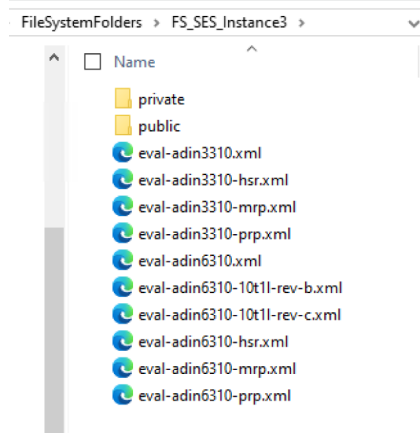 FileSystemFolders > FS_SES_Instance3 >
Name
private
public
eval-adin3310.xml
eval-adin3310-hsr.xml
eval-adin3310-mrp.xml
eval-adin3310-prp.xml
eval-adin6310.xml
eval-adin6310-10t1l-rev-b.xml
eval-adin6310-10t1l-rev-c.xml
eval-adin6310-hsr.xml
eval-adin6310-mrp.xml
eval-adin6310-prp.xml